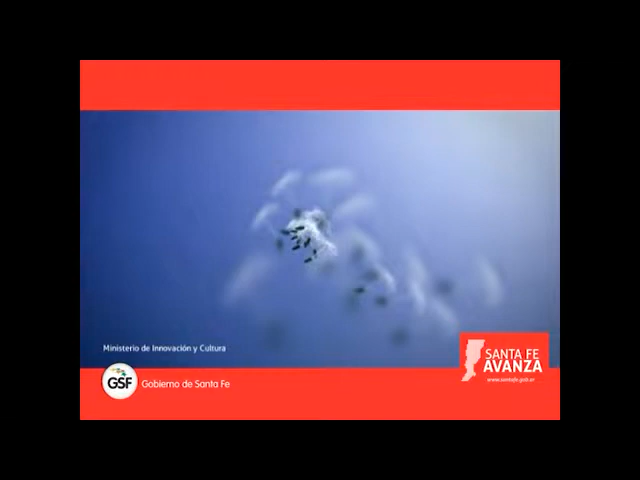 Ministerio de Innovación y Cultura
GSF
Gobierno de Santa Fe
SANTA FE
AVANZA
www.santafe.gob.ar